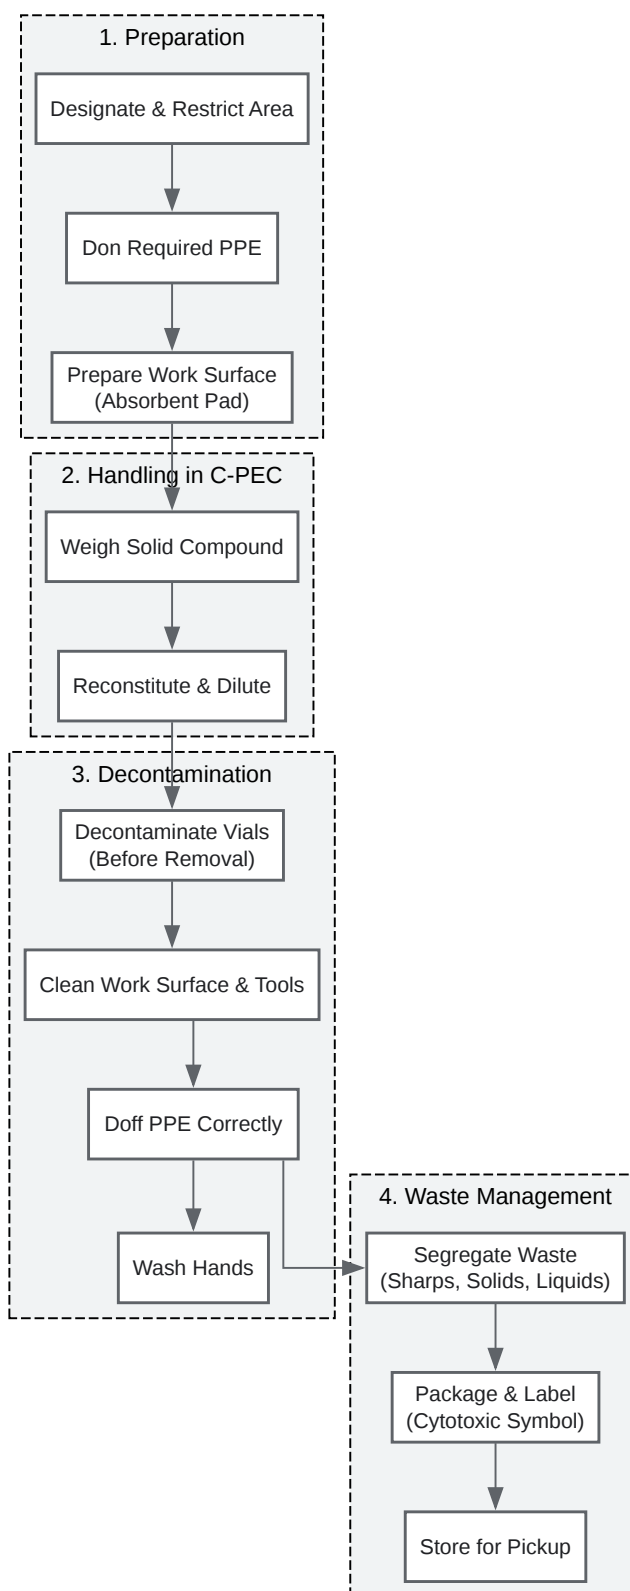 1. Preparation
Designate & Restrict Area
Don Required PPE
Prepare Work Surface
(Absorbent Pad)
2. Handling in C-PEC
Weigh Solid Compound
Reconstitute & Dilute
3. Decontamination
Decontaminate Vials
(Before Removal)
Clean Work Surface & Tools
Doff PPE Correctly
Wash Hands
4. Waste Management
Segregate Waste
(Sharps, Solids, Liquids)
Package & Label
(Cytotoxic Symbol)
Store for Pickup